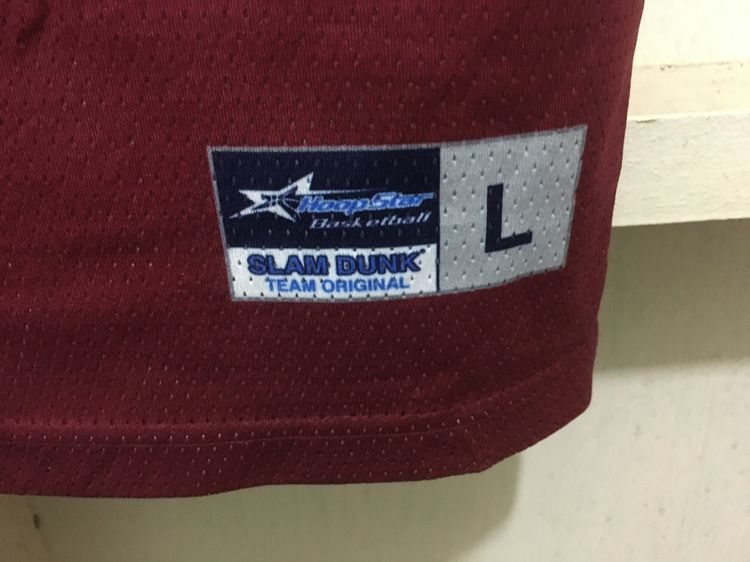 HoopStar
Basketball
SLAM DUNK
TEAM ORIGINAL
L